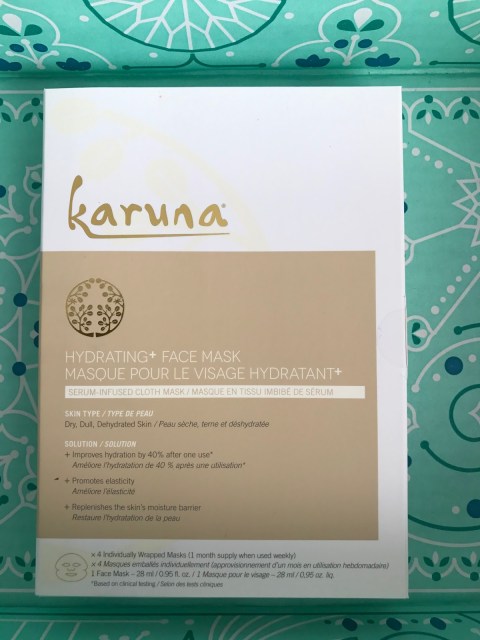 karuna®
HYDRATING+ FACE MASK
MASQUE POUR LE VISAGE HYDRATANT+
SERUM-INFUSED CLOTH MASK / MASQUE EN TISSU IMBIBÉ DE SÉRUM
SKIN TYPE / TYPE DE PEAU
Dry, Dull, Dehydrated Skin / Peau sèche, terne et déshydratée
SOLUTION / SOLUTION
+ Improves hydration by 40% after one use*
Améliore l'hydratation de 40 % après une utilisation*
+ Promotes elasticity
Améliore l'élasticité
+ Replenishes the skin's moisture barrier
Restaure l'hydratation de la peau
x 4 Individually Wrapped Masks (1 month supply when used weekly)
x 4 Masques emballés individuellement (approvisionnement d'un mois en utilisation hebdomadaire)
1 Face Mask – 28 ml / 0.95 fl. oz. / 1 Masque pour le visage – 28 ml / 0,95 oz. liq.
*Based on clinical testing / Selon des tests cliniques